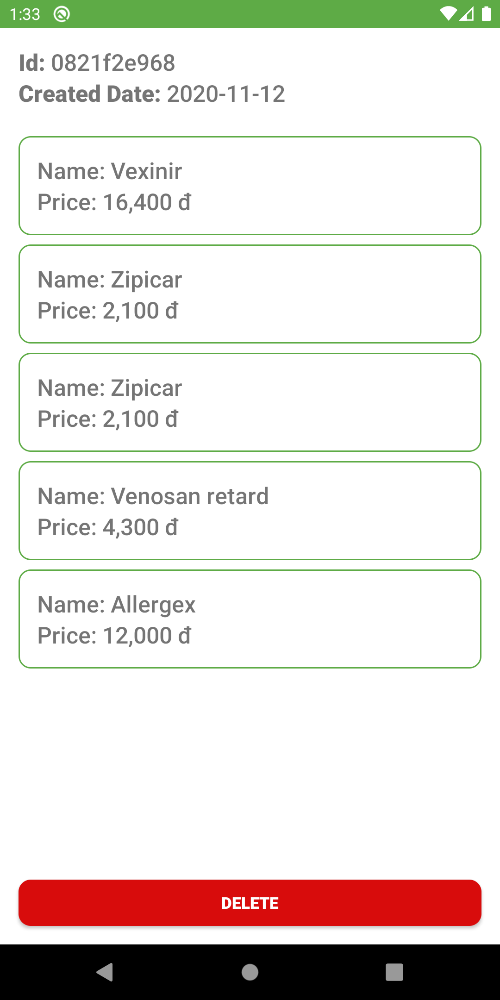 1:33
Id: 0821f2e968
Created Date: 2020-11-12
Name: Vexinir
Price: 16,400 đ
Name: Zipicar
Price: 2,100 đ
Name: Zipicar
Price: 2,100 đ
Name: Venosan retard
Price: 4,300 đ
Name: Allergex
Price: 12,000 đ
DELETE